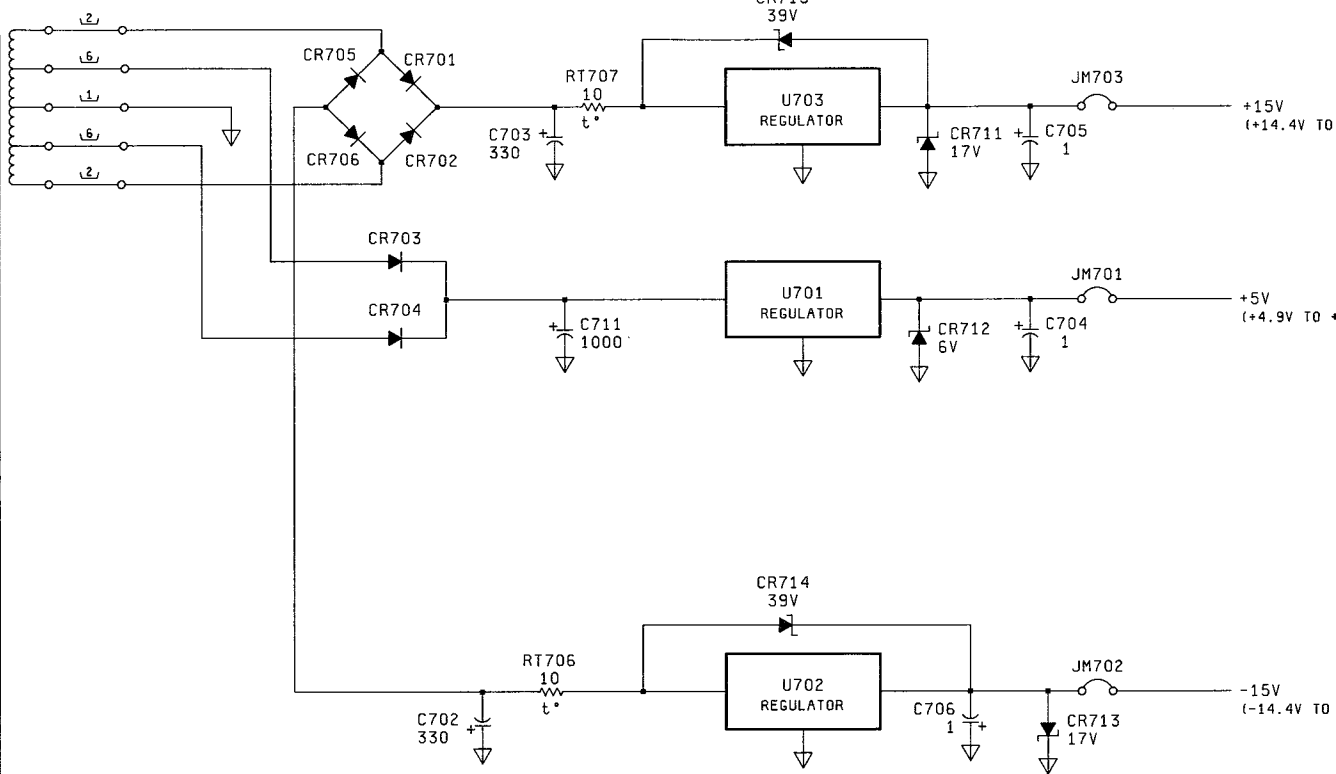 2
6
1
6
2
CR705
CR701
CR706
CR702
C703 +
330
RT707
10
t°
39V
U703
REGULATOR
CR711
17V
+ C705
1
JM703
+15V
(+14.4V TO
CR703
CR704
+ C711
1000
U701
REGULATOR
CR712
6V
+ C704
1
JM701
+5V
(+4.9V TO +
CR714
39V
RT706
10
t°
C702 +
330
U702
REGULATOR
C706
1 +
CR713
17V
JM702
-15V
(-14.4V TO